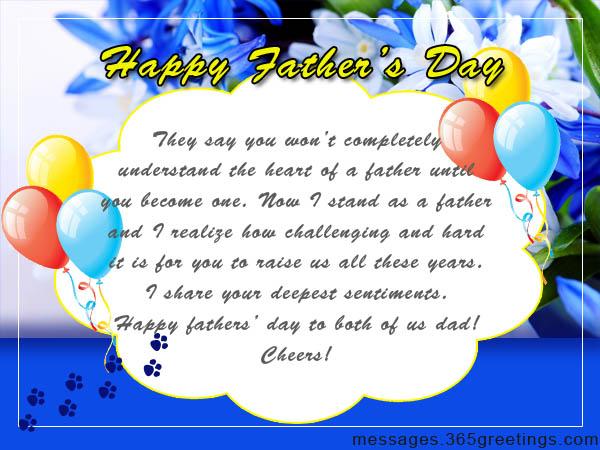 Happy Father's Day
They say you won't completely
understand the heart of a father until
you become one. Now I stand as a father
and I realize how challenging and hard
it is for you to raise us all these years.
I share your deepest sentiments.
Happy fathers' day to both of us dad!
Cheers!
messages.365greetings.com